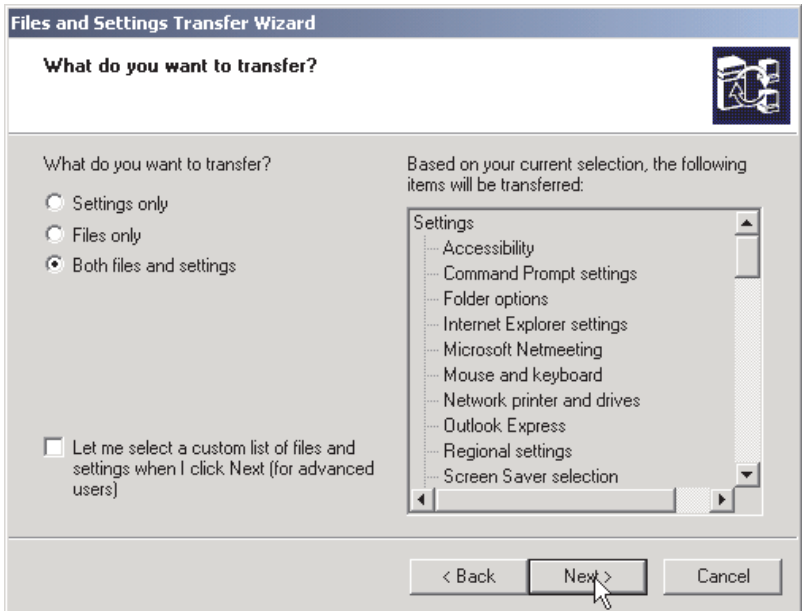 Files and Settings Transfer Wizard
What do you want to transfer?
What do you want to transfer?
Settings only
Files only
Both files and settings
Let me select a custom list of files and
settings when I click Next (for advanced
users)
Based on your current selection, the following
items will be transferred:
Settings
Accessibility
Command Prompt settings
Folder options
Internet Explorer settings
Microsoft Netmeeting
Mouse and keyboard
Network printer and drives
Outlook Express
Regional settings
Screen Saver selection
< Back
Next >
Cancel